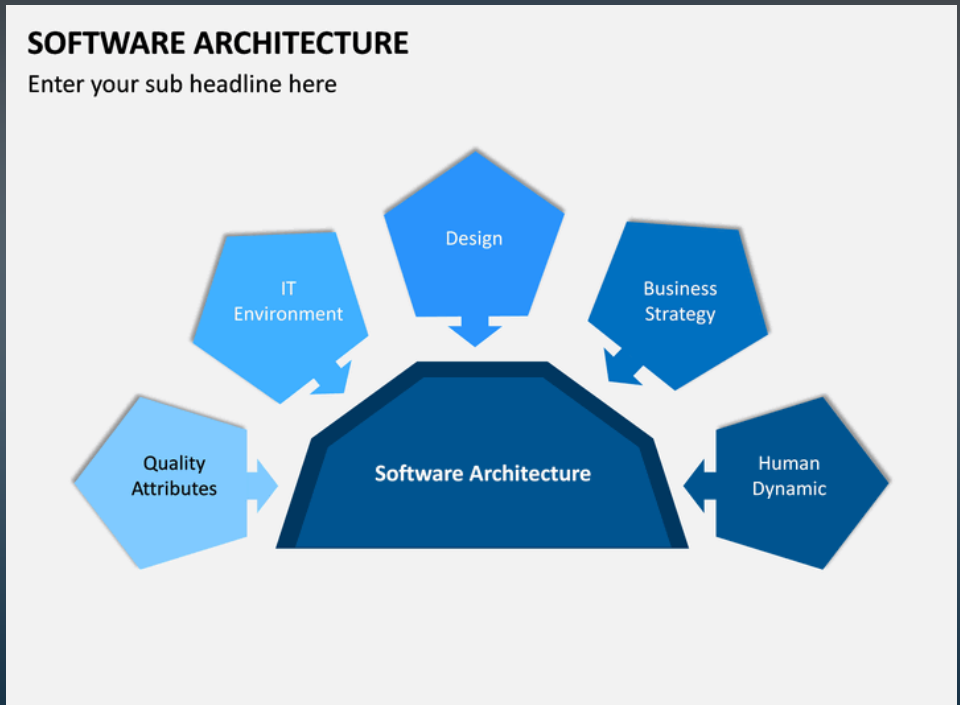 SOFTWARE ARCHITECTURE
Enter your sub headline here
Design
IT
Environment
Business
Strategy
Quality
Attributes
Software Architecture
Human
Dynamic